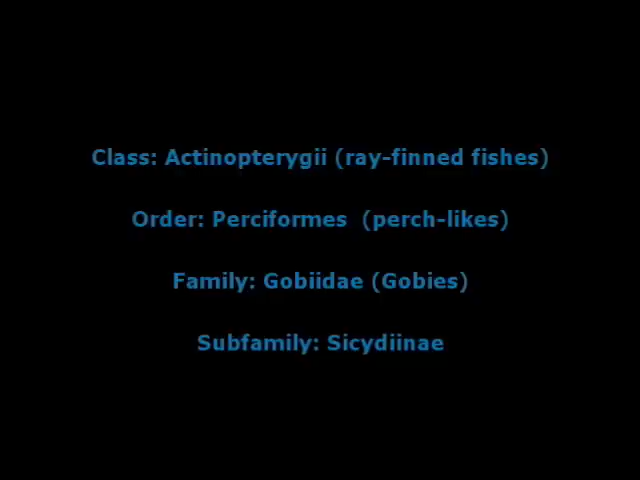 Class: Actinopterygii (ray-finned fishes)
Order: Perciformes  (perch-likes)
Family: Gobiidae (Gobies)
Subfamily: Sicydiinae